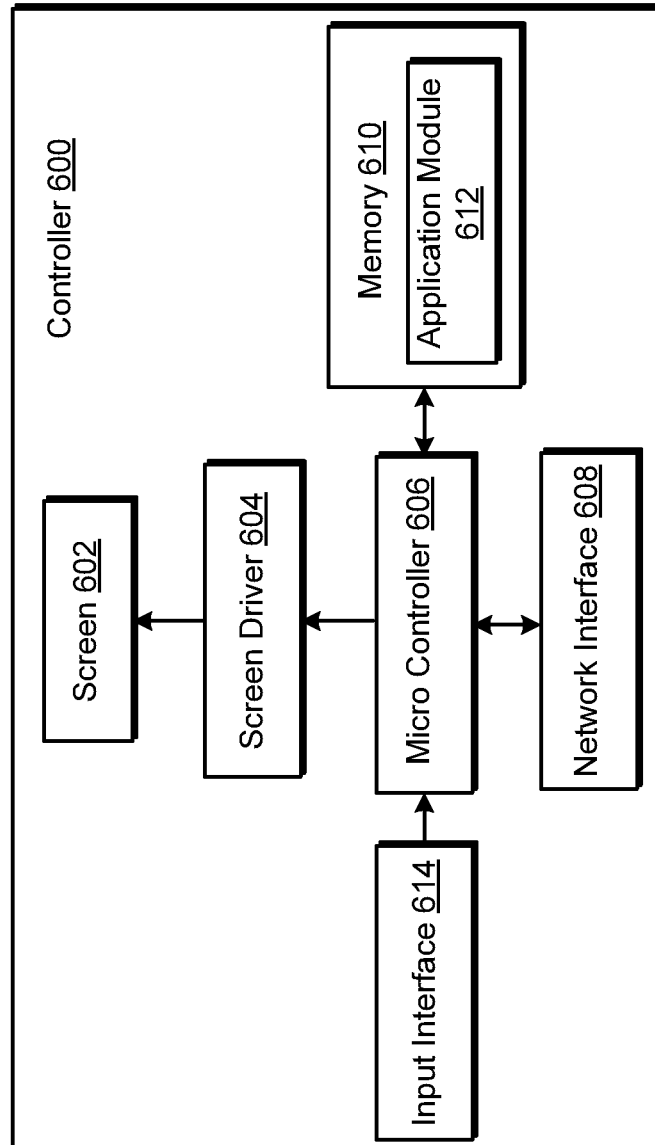 Controller 600
Screen 602
Screen Driver 604
Micro Controller 606
Network Interface 608
Memory 610
Application Module
612
Input Interface 614